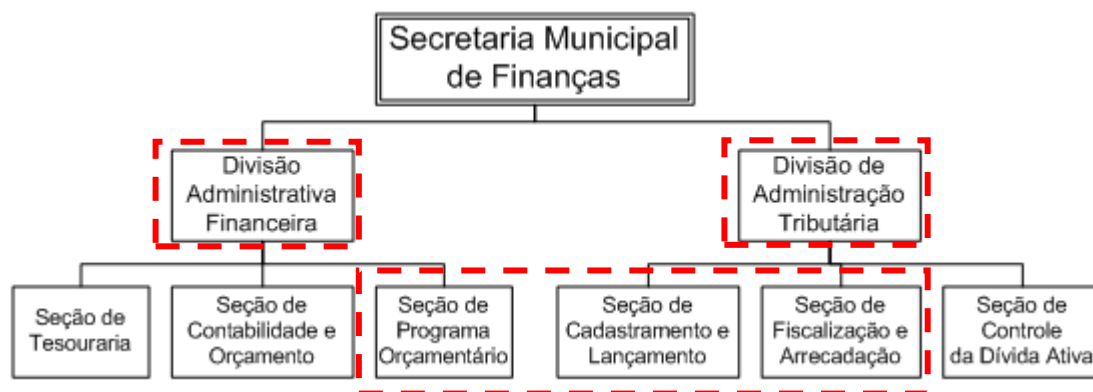 Secretaria Municipal
de Finanças
Divisão
Administrativa
Financeira
Divisão de
Administração
Tributária
Seção de
Tesouraria
Seção de
Contabilidade e
Orçamento
Seção de
Programa
Orçamentário
Seção de
Cadastramento e
Lançamento
Seção de
Fiscalização e
Arrecadação
Seção de
Controle
da Dívida Ativa